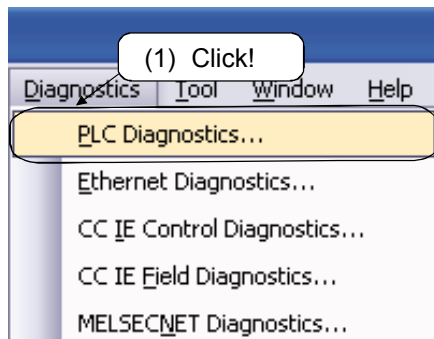 (1) Click!
Diagnostics Tool Window Help
PLC Diagnostics...
Ethernet Diagnostics...
CC IE Control Diagnostics...
CC IE Field Diagnostics...
MELSECNET Diagnostics...